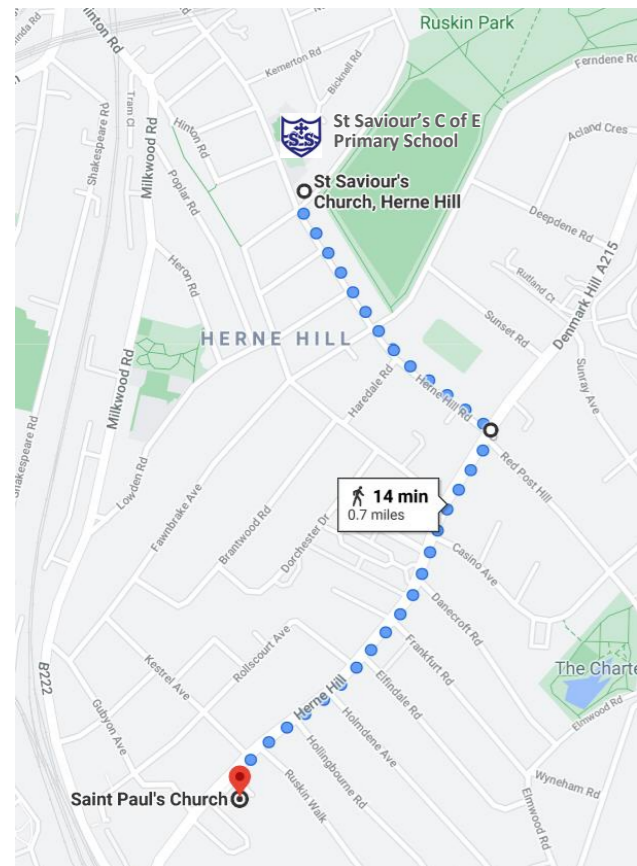 Ruskin Park
Hinton Rd
Kemerton Rd
Bicknell Rd
Ferndene Rd
Shakespeare Rd
Tram Cl
Milkwood Rd
Hinton Rd
Poplar Rd
S S
St Saviour's C of E
Primary School
Acland Cres
St Saviour's
Church, Herne Hill
Deepdene Rd
Heron Rd
Rutland Ct
Denmark Hill A215
HERNE HILL
Sunset Rd
Sunray Ave
Milkwood Rd
Haredale Rd
Herne Hill Rd
Shakespeare Rd
Lowden Rd
Red Post Hill
Fawnbrake Ave
14 min
0.7 miles
Brantwood Rd
Dorchester Dr
Casino Ave
Danecroft Rd
B222
Kestrel Ave
Rollscourt Ave
Frankfurt Rd
The Charte
Gubyon Ave
Elfindale Rd
Elmwood Rd
Herne Hill
Holmdene Ave
Hollingbourne Rd
Wyneham Rd
Ruskin Walk
Elmwood Rd
Saint Paul's Church